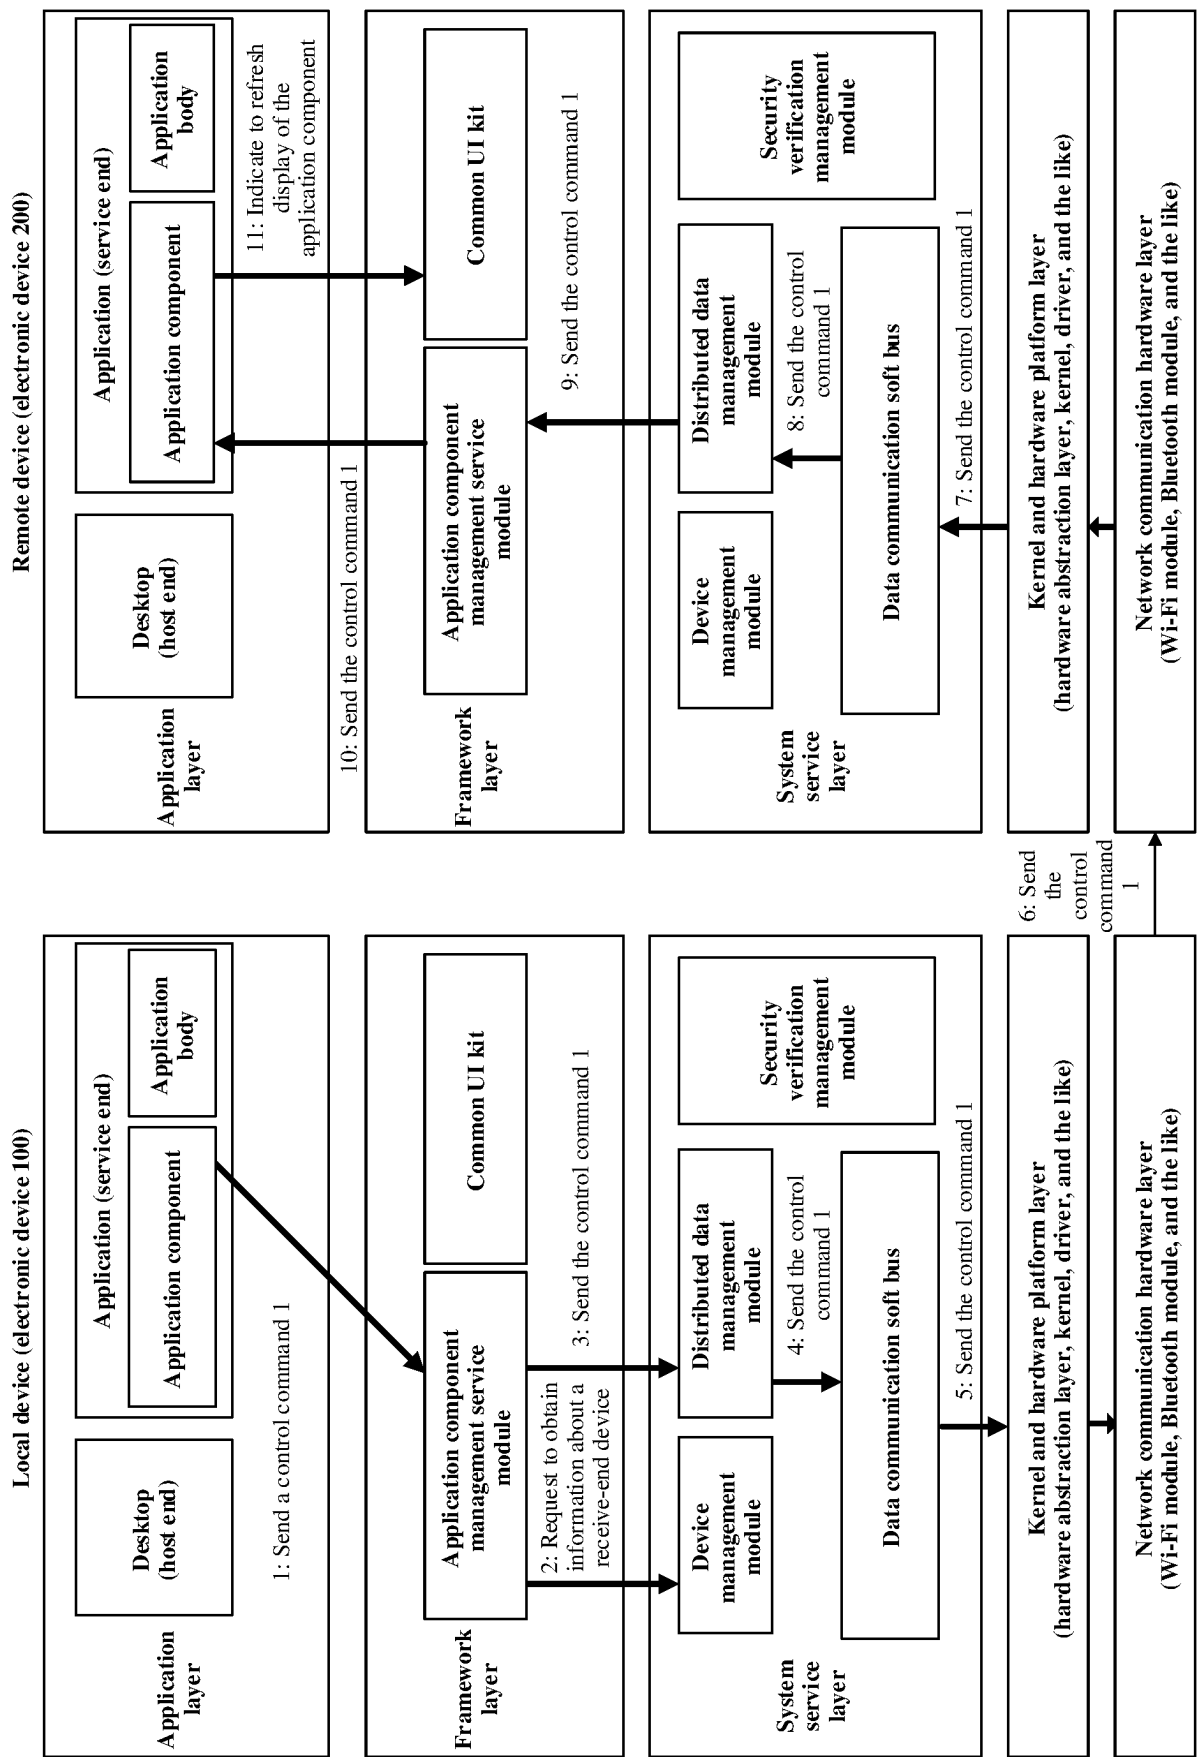 Local device (electronic device 100)
Application
layer
Desktop
(host end)
Application (service end)
Application component
Application
body
1: Send a control command 1
Framework
layer
Application component
management service
module
Common UI kit
2: Request to obtain
information about a
receive-end device
3: Send the control command 1
System
service
layer
Device
management
module
Distributed data
management
module
4: Send the control
command 1
Data communication soft bus
Security
verification
management
module
5: Send the control command 1
Kernel and hardware platform layer
(hardware abstraction layer, kernel, driver, and the like)
Network communication hardware layer
(Wi-Fi module, Bluetooth module, and the like)
6: Send
the
control
command
1
Remote device (electronic device 200)
Application
layer
Desktop
(host end)
Application (service end)
Application component
Application
body
10: Send the control command 1
11: Indicate to refresh
display of the
application component
Framework
layer
Application component
management service
module
Common UI kit
9: Send the control command 1
System
service
layer
Device
management
module
Distributed data
management
module
8: Send the control
command 1
Data communication soft bus
Security
verification
management
module
7: Send the control command 1
Kernel and hardware platform layer
(hardware abstraction layer, kernel, driver, and the like)
Network communication hardware layer
(Wi-Fi module, Bluetooth module, and the like)